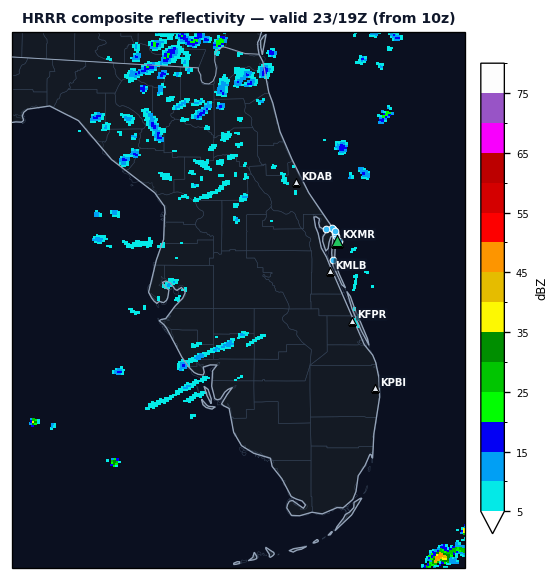 HRRR composite reflectivity — valid 23/19Z (from 10z)
KDAB
KXMR
KMLB
KFPR
KPBI
75
65
55
45
35
25
15
5
dBZ